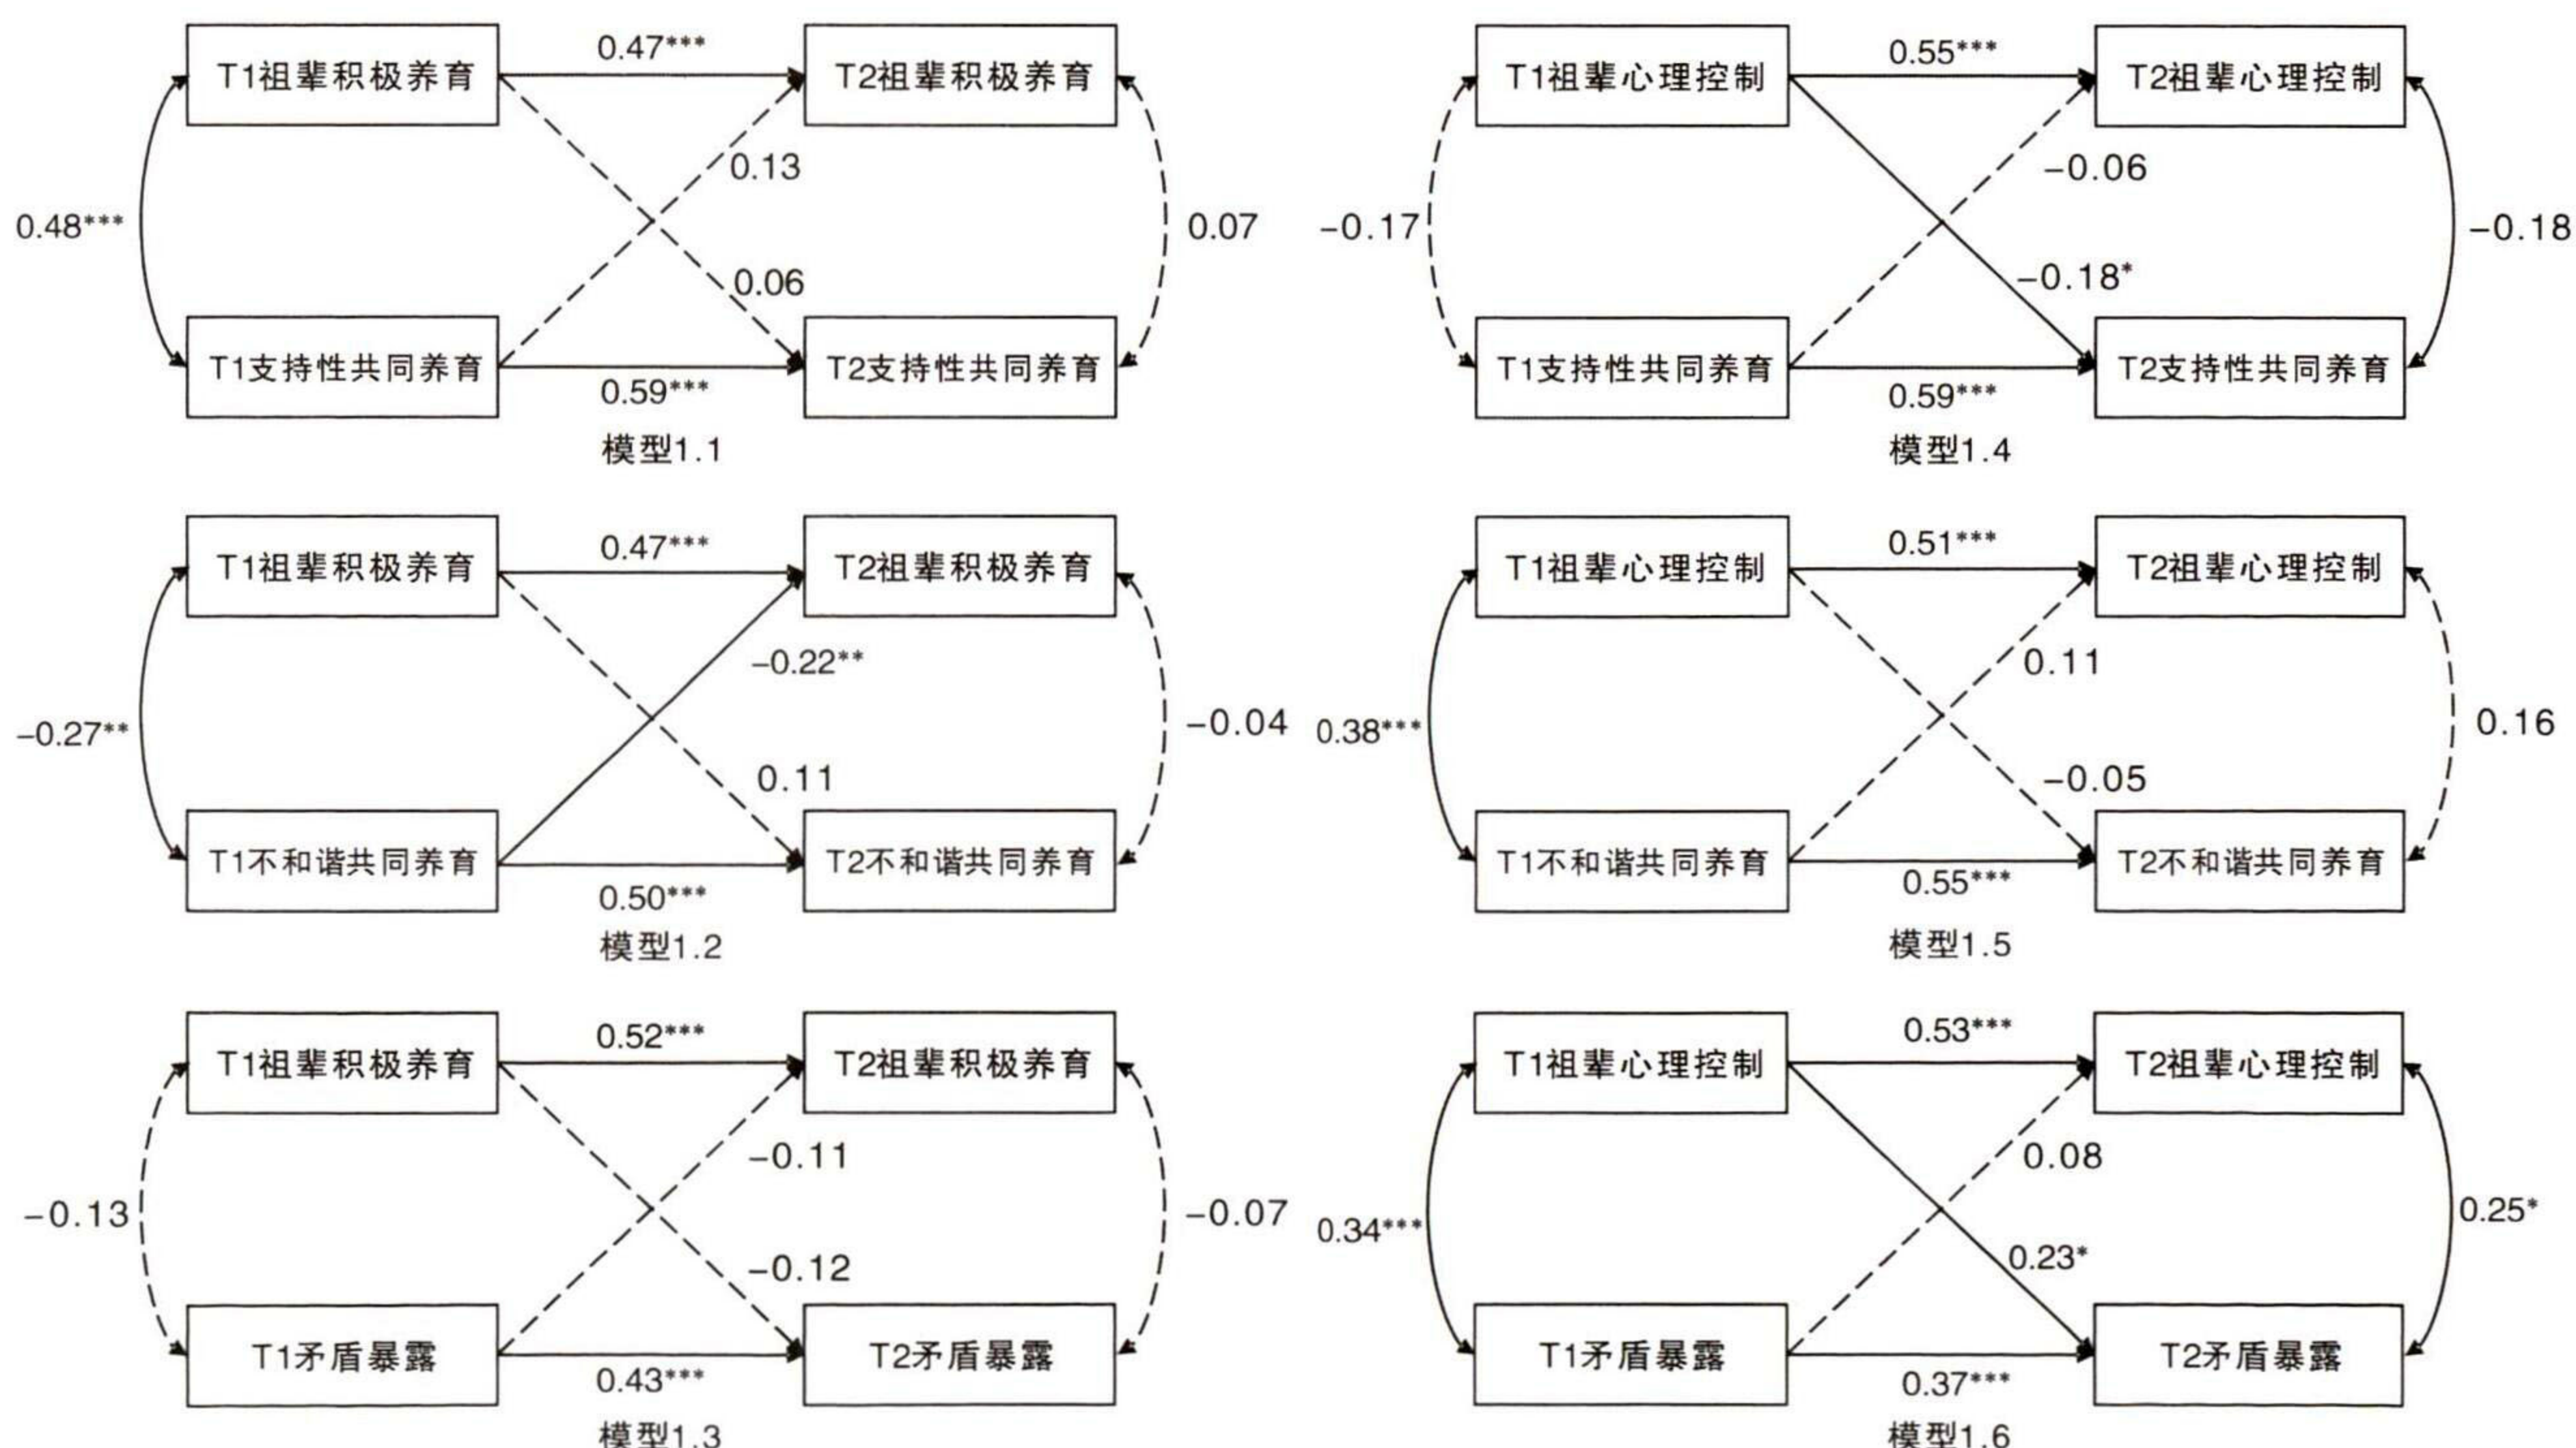 T1祖辈积极养育
0.47***
T2祖辈积极养育
0.13
0.48***
0.07
0.06
T1支持性共同养育
0.59***
T2支持性共同养育
模型1.1
T1祖辈心理控制
0.55***
T2祖辈心理控制
-0.06
-0.17
-0.18
-0.18*
T1支持性共同养育
0.59***
T2支持性共同养育
模型1.4
T1祖辈积极养育
0.47***
T2祖辈积极养育
-0.22**
-0.27**
-0.04
0.11
T1不和谐共同养育
0.50***
T2不和谐共同养育
模型1.2
T1祖辈心理控制
0.51***
T2祖辈心理控制
0.11
0.38***
0.16
-0.05
T1不和谐共同养育
0.55***
T2不和谐共同养育
模型1.5
T1祖辈积极养育
0.52***
T2祖辈积极养育
-0.11
-0.13
-0.07
-0.12
T1矛盾暴露
0.43***
T2矛盾暴露
模型1.3
T1祖辈心理控制
0.53***
T2祖辈心理控制
0.08
0.34***
0.25*
0.23*
T1矛盾暴露
0.37***
T2矛盾暴露
模型1.6